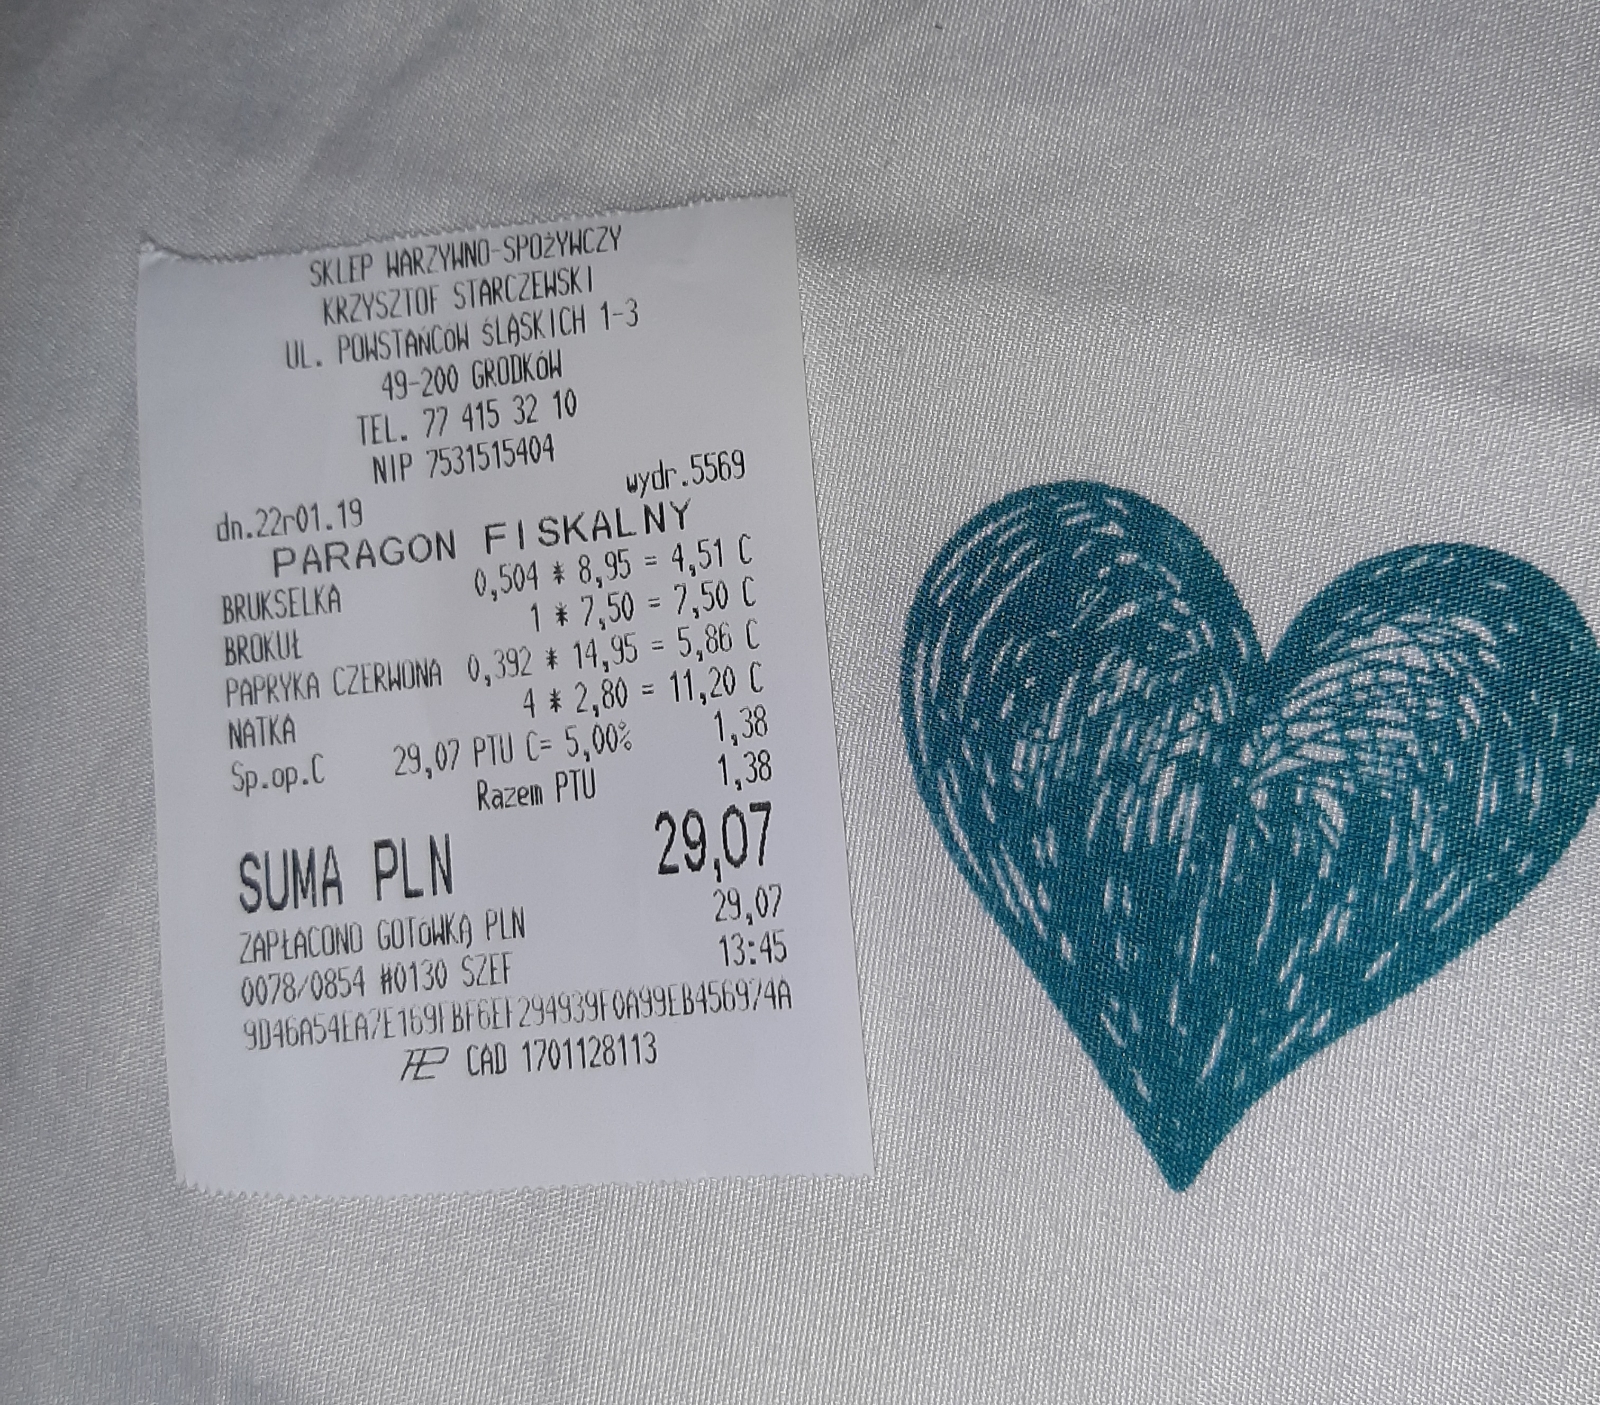 SKLEP WARZYWNO-SPOŻYWCZY
KRZYSZTOF STARCZEWSKI
UL. POWSTAŃCÓW ŚLĄSKICH 1-3
49-200 GRODKÓW
TEL. 77 415 32 10
NIP 7531515404
dn.22r01.19 wydr.5569
PARAGON FISKALNY
BRUKSELKA 0,504 * 8,95 = 4,51 C
BROKUŁ 1 * 7,50 = 7,50 C
PAPRYKA CZERWONA 0,392 * 14,95 = 5,86 C
NATKA 4 * 2,80 = 11,20 C
Sp.op.C 29,07 PTU C= 5,00% 1,38
Razem PTU 1,38
SUMA PLN 29,07
ZAPŁACONO GOTÓWKĄ PLN 29,07
0078/0854 #0130 SZEF 13:45
9D46A54EA7E169FBF6EF294939F0A99EB456974A
CAD 1701128113